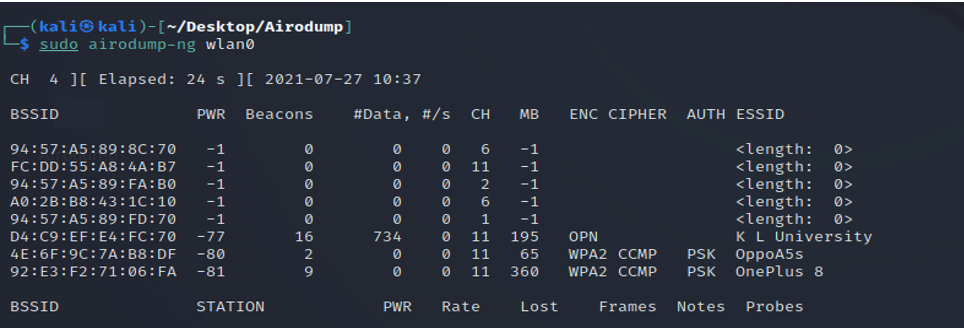 (kali㉿kali)-[~/Desktop/Airodump]
$ sudo airodump-ng wlan0
CH 4 ][ Elapsed: 24 s ][ 2021-07-27 10:37
BSSID PWR Beacons #Data, #/s CH MB ENC CIPHER AUTH ESSID
94:57:A5:89:8C:70 -1 0 0 0 6 -1 <length: 0>
FC:DD:55:A8:4A:B7 -1 0 0 0 11 -1 <length: 0>
94:57:A5:89:FA:B0 -1 0 0 0 2 -1 <length: 0>
A0:2B:B8:43:1C:10 -1 0 0 0 6 -1 <length: 0>
94:57:A5:89:FD:70 -1 0 0 0 1 -1 <length: 0>
D4:C9:EF:E4:FC:70 -77 16 734 0 11 195 OPN K L University
4E:6F:9C:7A:B8:DF -80 2 0 0 11 65 WPA2 CCMP PSK OppoA5s
92:E3:F2:71:06:FA -81 9 0 0 11 360 WPA2 CCMP PSK OnePlus 8
BSSID STATION PWR Rate Lost Frames Notes Probes